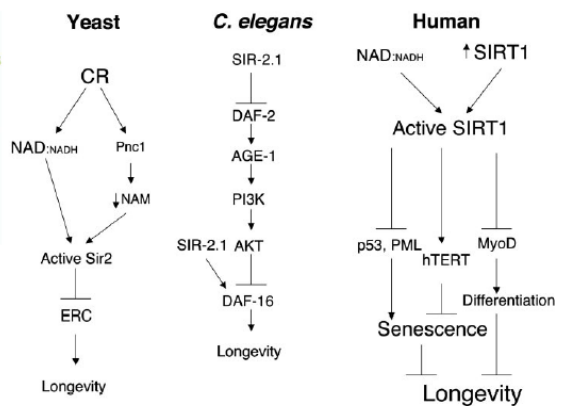 Yeast
CR
NAD:NADH
Pnc1
↓NAM
Active Sir2
ERC
Longevity
C. elegans
SIR-2.1
DAF-2
AGE-1
PI3K
SIR-2.1 AKT
DAF-16
Longevity
Human
NAD:NADH
↑SIRT1
Active SIRT1
p53, PML
hTERT
MyoD
Differentiation
Senescence
Longevity